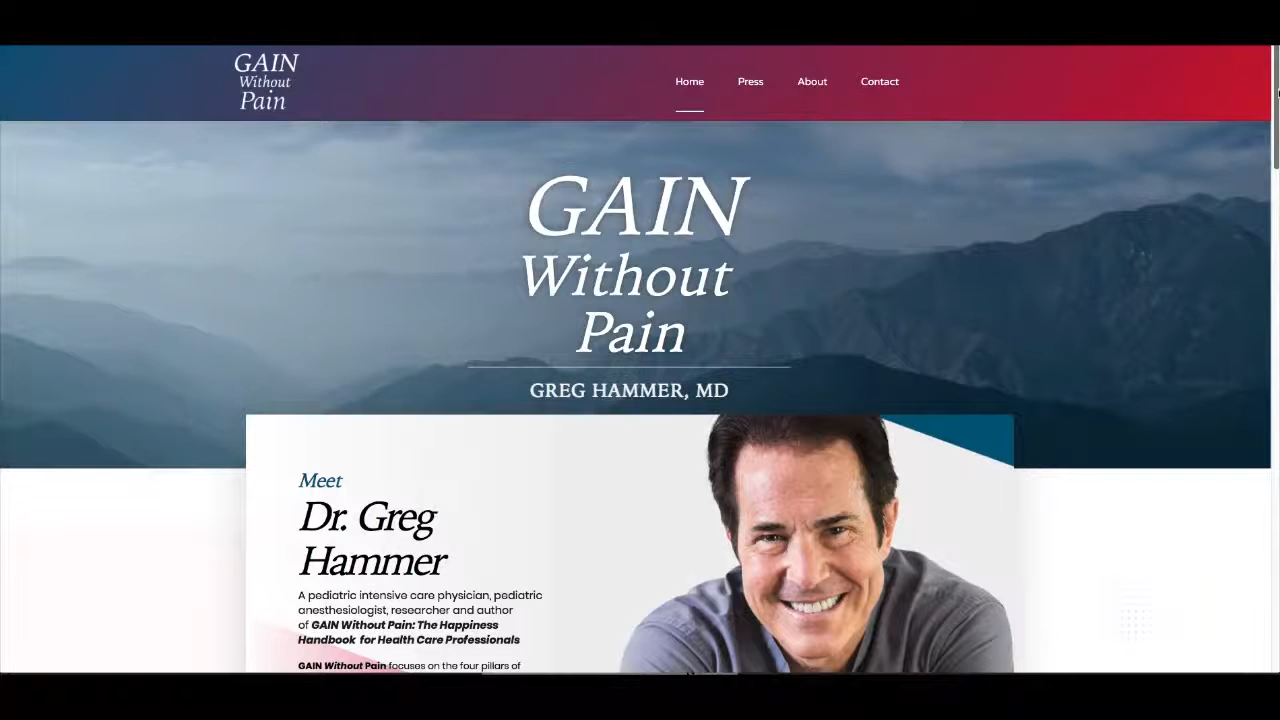 GAIN
Without
Pain
Home Press About Contact
GAIN
Without
Pain
GREG HAMMER, MD
Meet
Dr. Greg
Hammer
A pediatric intensive care physician, pediatric
anesthesiologist, researcher and author
of GAIN Without Pain: The Happiness
Handbook for Health Care Professionals
GAIN Without Pain focuses on the four pillars of